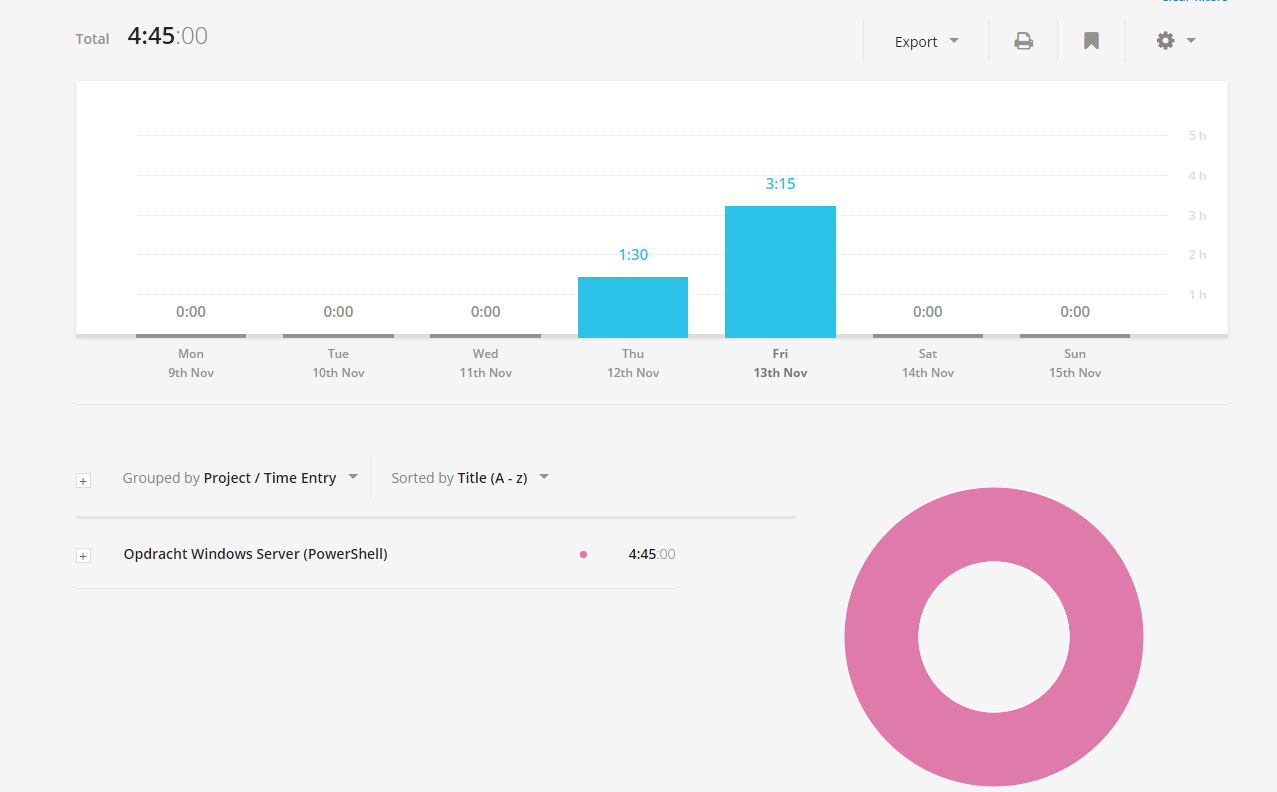 Total 4:45:00
Export
5 h
4 h
3:15
3 h
1:30
2 h
1 h
0:00 0:00 0:00 0:00 0:00
Mon Tue Wed Thu Fri Sat Sun
9th Nov 10th Nov 11th Nov 12th Nov 13th Nov 14th Nov 15th Nov
Grouped by Project / Time Entry Sorted by Title (A - z)
Opdracht Windows Server (PowerShell) 4:45:00